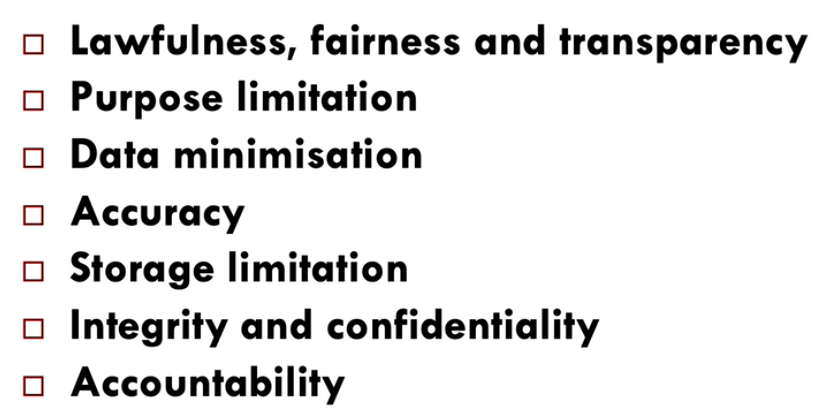 Lawfulness, fairness and transparency
Purpose limitation
Data minimisation
Accuracy
Storage limitation
Integrity and confidentiality
Accountability